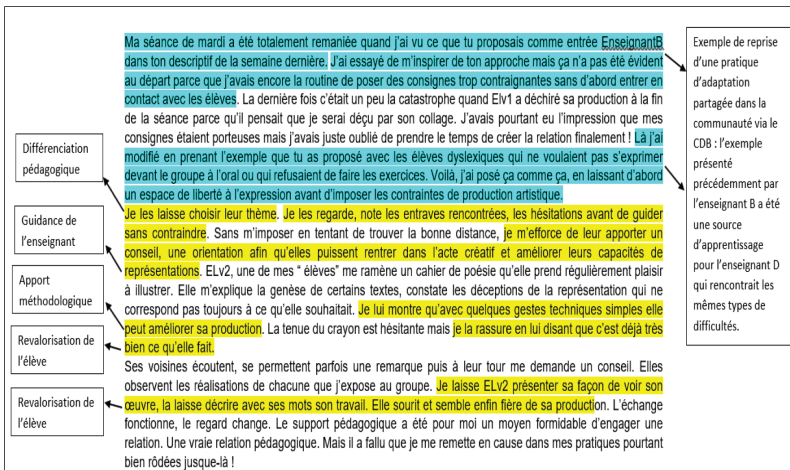 Ma séance de mardi a été totalement remaniée quand j'ai vu ce que tu proposais comme entrée EnseignantB
dans ton descriptif de la semaine dernière. J'ai essayé de m'inspirer de ton approche mais ça n'a pas été évident
au départ parce que j'avais encore la routine de poser des consignes trop contraignantes sans d'abord entrer en
contact avec les élèves. La dernière fois c'était un peu la catastrophe quand Elv1 a déchiré sa production à la fin
de la séance parce qu'il pensait que je serai déçu par son collage. J'avais pourtant eu l'impression que mes
consignes étaient porteuses mais j'avais juste oublié de prendre le temps de créer la relation finalement ! Là j'ai
modifié en prenant l'exemple que tu as proposé avec les élèves dyslexiques qui ne voulaient pas s'exprimer
devant le groupe à l'oral ou qui refusaient de faire les exercices. Voilà, j'ai posé ça comme ça, en laissant d'abord
un espace de liberté à l'expression avant d'imposer les contraintes de production artistique.
Je les laisse choisir leur thème. Je les regarde, note les entraves rencontrées, les hésitations avant de guider
sans contraindre. Sans m'imposer en tentant de trouver la bonne distance, je m'efforce de leur apporter un
conseil, une orientation afin qu'elles puissent rentrer dans l'acte créatif et améliorer leurs capacités de
représentations. ELv2, une de mes “ élèves” me ramène un cahier de poésie qu'elle prend régulièrement plaisir
à illustrer. Elle m'explique la genèse de certains textes, constate les déceptions de la représentation qui ne
correspond pas toujours à ce qu'elle souhaitait. Je lui montre qu'avec quelques gestes techniques simples elle
peut améliorer sa production. La tenue du crayon est hésitante mais je la rassure en lui disant que c'est déjà très
bien ce qu'elle fait.
Ses voisines écoutent, se permettent parfois une remarque puis à leur tour me demande un conseil. Elles
observent les réalisations de chacune que j'expose au groupe. Je laisse ELv2 présenter sa façon de voir son
œuvre, la laisse décrire avec ses mots son travail. Elle sourit et semble enfin fière de sa production. L'échange
fonctionne, le regard change. Le support pédagogique a été pour moi un moyen formidable d'engager une
relation. Une vraie relation pédagogique. Mais il a fallu que je me remette en cause dans mes pratiques pourtant
bien rôdées jusque-là !
Différenciation
pédagogique
Guidance de
l'enseignant
Apport
méthodologique
Revalorisation de
l'élève
Revalorisation de
l'élève
Exemple de reprise
d'une pratique
d'adaptation
partagée dans la
communauté via le
CDB : l'exemple
présenté
précédemment par
l'enseignant B a été
une source
d'apprentissage
pour l'enseignant D
qui rencontrait les
mêmes types de
difficultés.